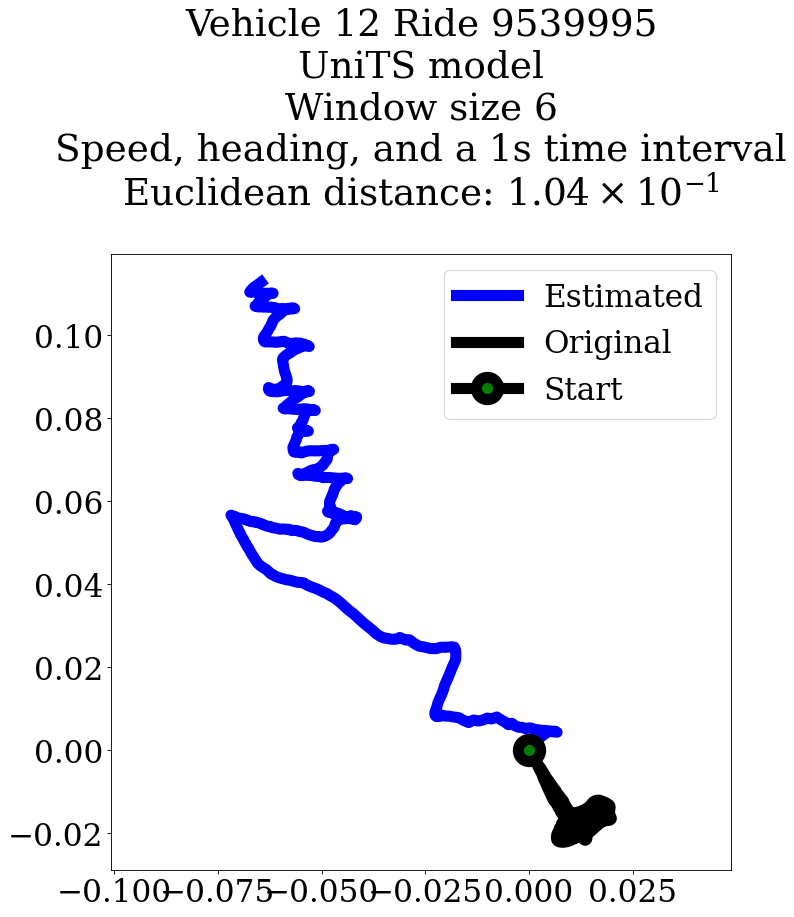 Vehicle 12 Ride 9539995
UniTS model
Window size 6
Speed, heading, and a 1s time interval
Euclidean distance: 1.04 × 10⁻¹
Estimated
Original
Start
0.10
0.08
0.06
0.04
0.02
0.00
−0.02
−0.100 −0.075 −0.050 −0.025 0.000 0.025